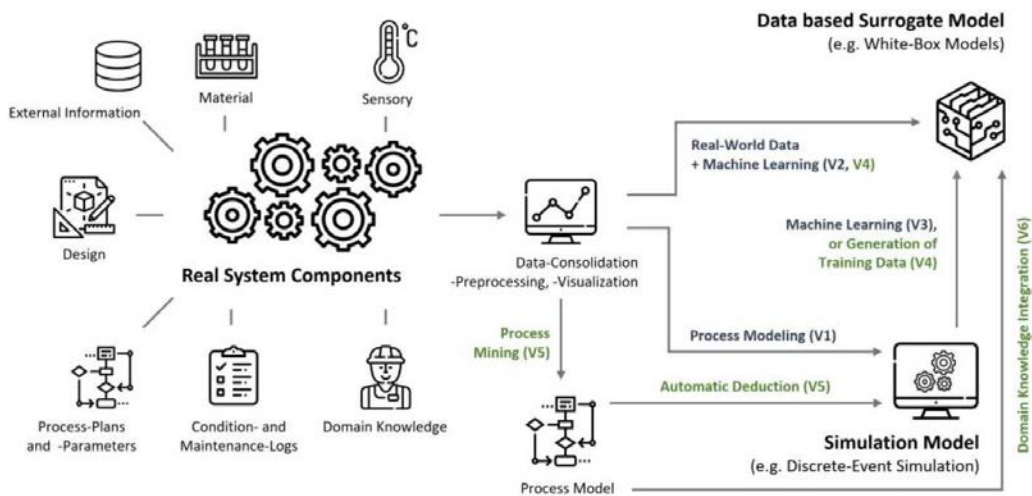 Data based Surrogate Model
(e.g. White-Box Models)
External Information
Material
°C
Sensory
Design
Real System Components
Process-Plans
and -Parameters
Condition- and
Maintenance-Logs
Domain Knowledge
Data-Consolidation
-Preprocessing, -Visualization
Real-World Data
+ Machine Learning (V2, V4)
Machine Learning (V3),
or Generation of
Training Data (V4)
Process
Mining (V5)
Process Modeling (V1)
Automatic Deduction (V5)
Process Model
Simulation Model
(e.g. Discrete-Event Simulation)
Domain Knowledge Integration (V6)